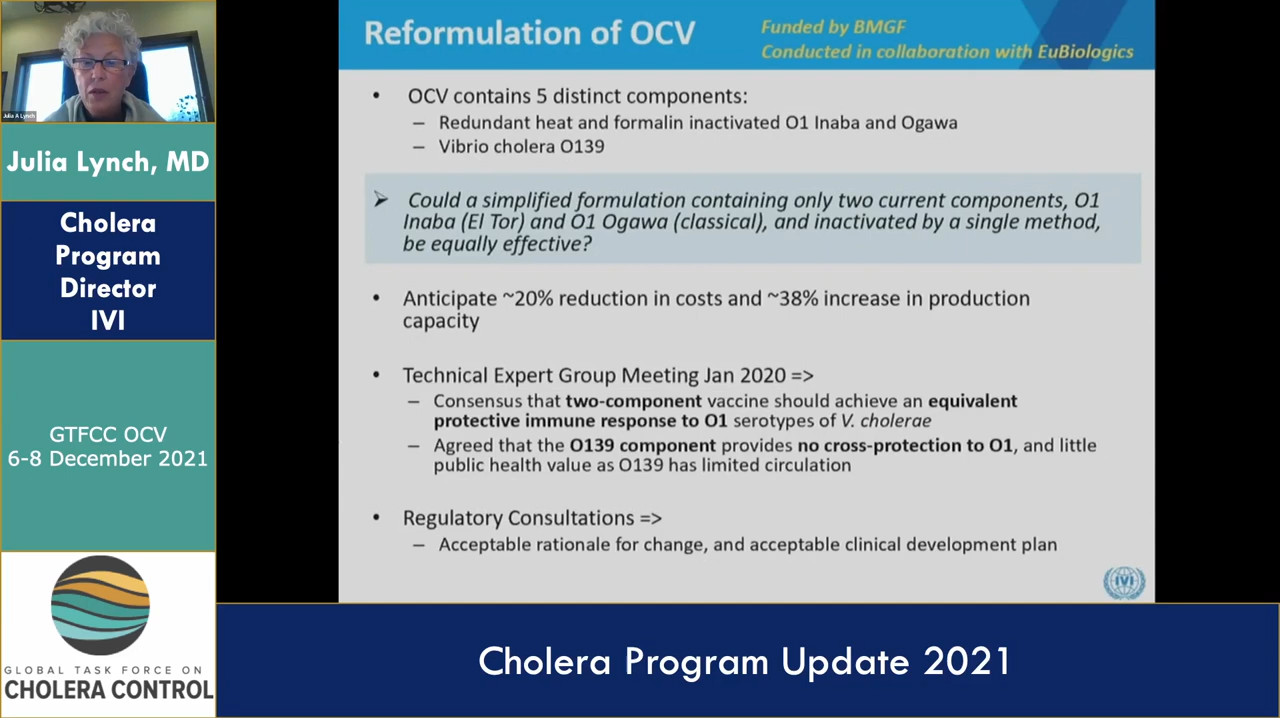 Julia A Lynch
Julia Lynch, MD
Cholera
Program
Director
IVI
GTFCC OCV
6-8 December 2021
GLOBAL TASK FORCE ON
CHOLERA CONTROL
Reformulation of OCV
Funded by BMGF
Conducted in collaboration with EuBiologics
• OCV contains 5 distinct components:
– Redundant heat and formalin inactivated O1 Inaba and Ogawa
– Vibrio cholera O139
➢ Could a simplified formulation containing only two current components, O1
Inaba (El Tor) and O1 Ogawa (classical), and inactivated by a single method,
be equally effective?
• Anticipate ~20% reduction in costs and ~38% increase in production
capacity
• Technical Expert Group Meeting Jan 2020 =>
– Consensus that two-component vaccine should achieve an equivalent
protective immune response to O1 serotypes of V. cholerae
– Agreed that the O139 component provides no cross-protection to O1, and little
public health value as O139 has limited circulation
• Regulatory Consultations =>
– Acceptable rationale for change, and acceptable clinical development plan
IVI
Cholera Program Update 2021